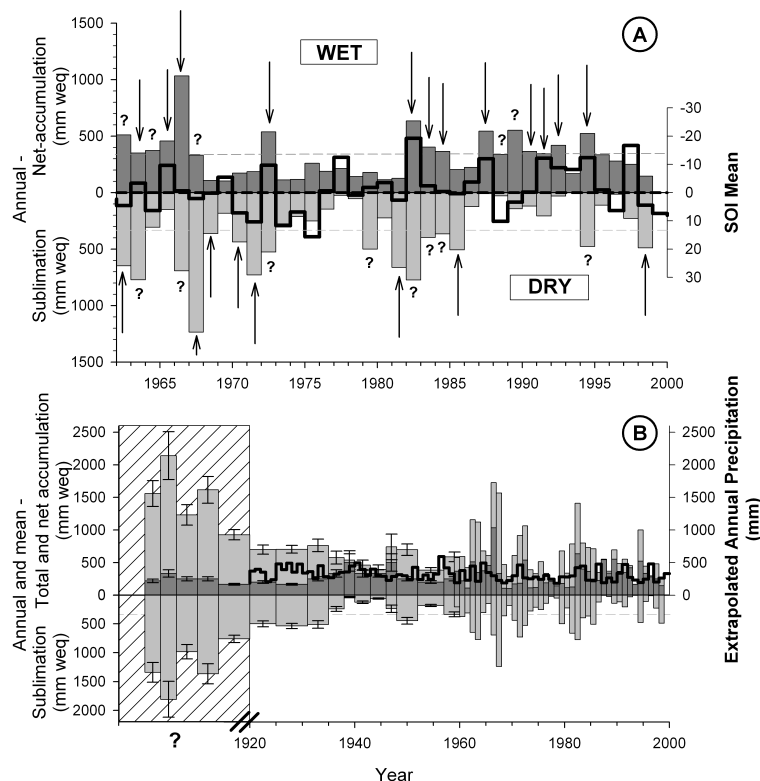 1500
1000
500
0
500
1000
1500
Annual -
Net-accumulation
(mm weq)
Sublimation
(mm weq)
WET
A
DRY
? ? ? ? ?
? ? ? ? ? ? ? ?
-30
-20
-10
0
10
20
30
SOI Mean
1965 1970 1975 1980 1985 1990 1995 2000
B
2500
2000
1500
1000
500
0
500
1000
1500
2000
Annual and mean -
Total and net accumulation
(mm weq)
Sublimation
(mm weq)
2500
2000
1500
1000
500
0
Extrapolated Annual Precipitation
(mm)
?
1920 1940 1960 1980 2000
Year